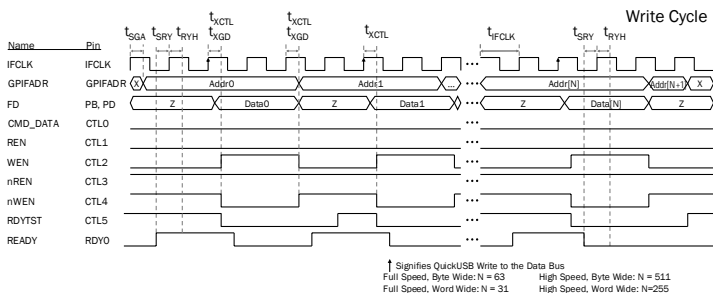 Write Cycle
tXCTL tXCTL
tSGA tSRY tRYH tXGD tXGD tXCTL tIFCLK tSRY tRYH
Name Pin
IFCLK IFCLK
GPIFADR GPIFADR X Addr0 Addr1 ... Addr[N] Addr[N+1] X
FD PB, PD Z Data0 Z Data1 Z Data[N] Z
CMD_DATA CTL0
REN CTL1
WEN CTL2
nREN CTL3
nWEN CTL4
RDYTST CTL5
READY RDY0
Signifies QuickUSB Write to the Data Bus
Full Speed, Byte Wide: N = 63 High Speed, Byte Wide: N = 511
Full Speed, Word Wide: N = 31 High Speed, Word Wide: N=255